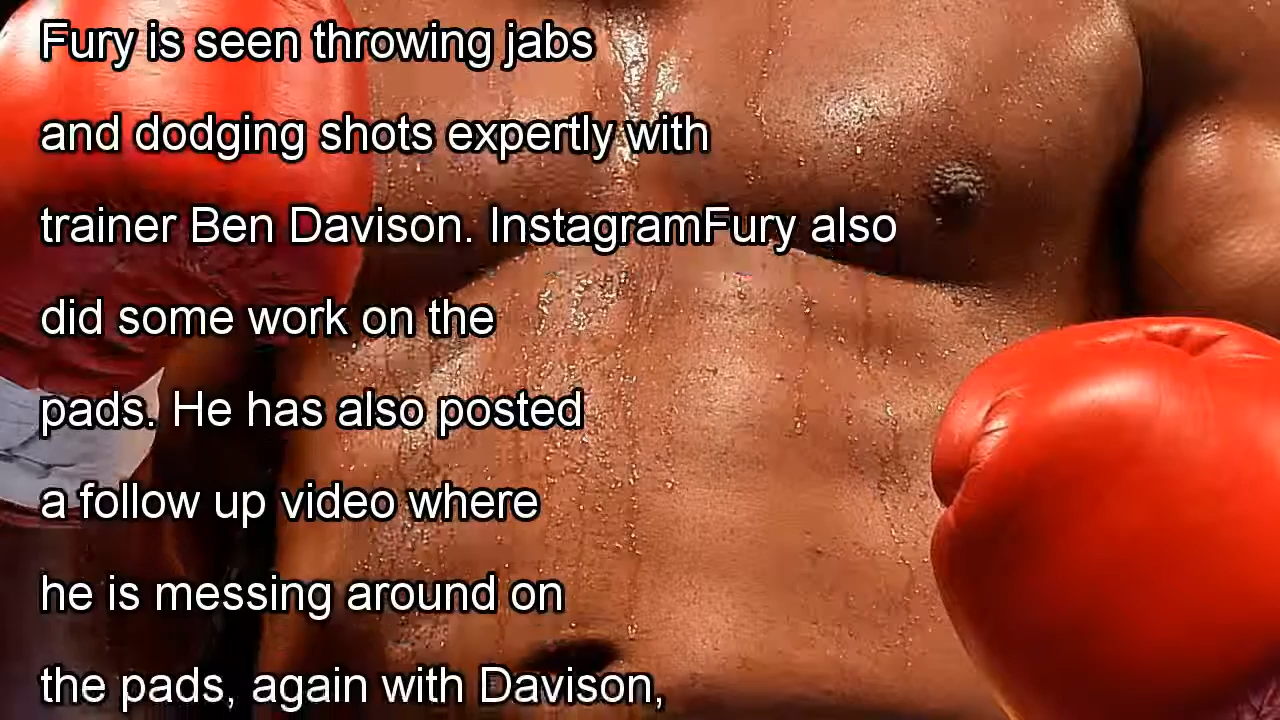 Fury is seen throwing jabs
and dodging shots expertly with
trainer Ben Davison. InstagramFury also
did some work on the
pads. He has also posted
a follow up video where
he is messing around on
the pads, again with Davison,